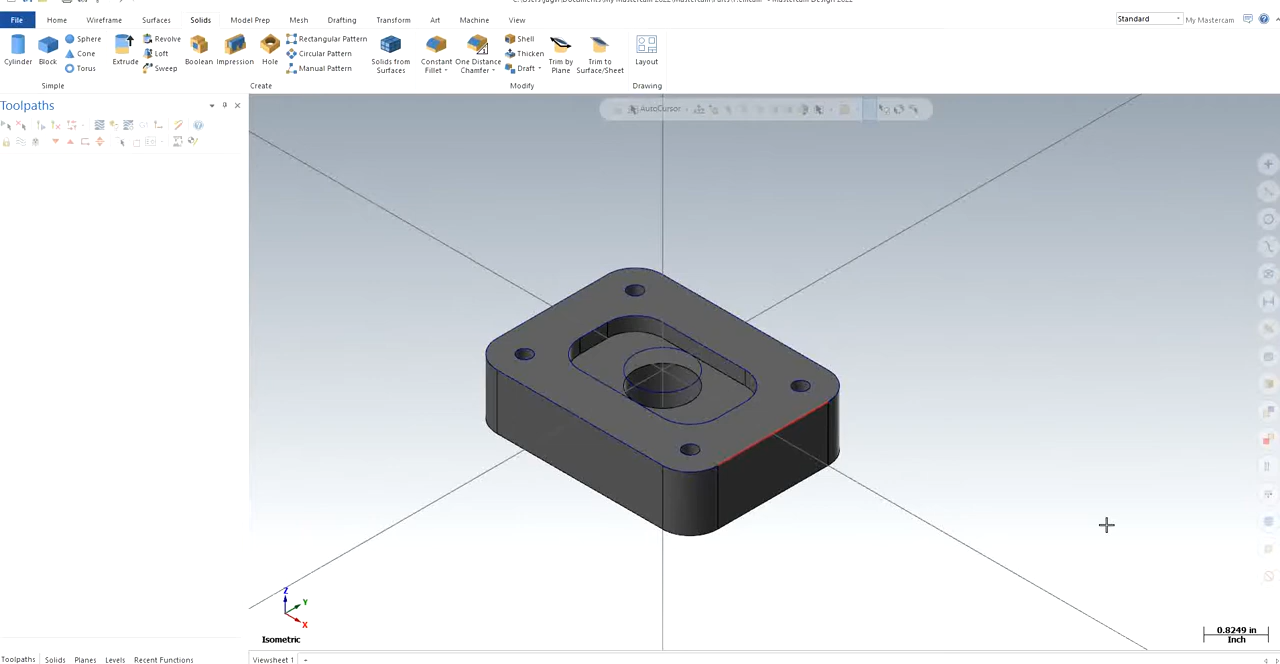 File Home Wireframe Surfaces Solids Model Prep Mesh Drafting Transform Art Machine View
Standard My Mastercam
Cylinder Block Sphere Cone Torus
Simple
Extrude Revolve Loft Sweep Boolean Impression Hole Rectangular Pattern Circular Pattern Manual Pattern
Create
Solids from Surfaces
Constant Fillet One Distance Chamfer Shell Thicken Draft Trim by Plane Trim to Surface/Sheet
Modify
Layout
Drawing
Toolpaths
AutoCursor
Z
Y
X
Isometric
0.8249 in
Inch
Toolpaths Solids Planes Levels Recent Functions
Viewsheet 1 +